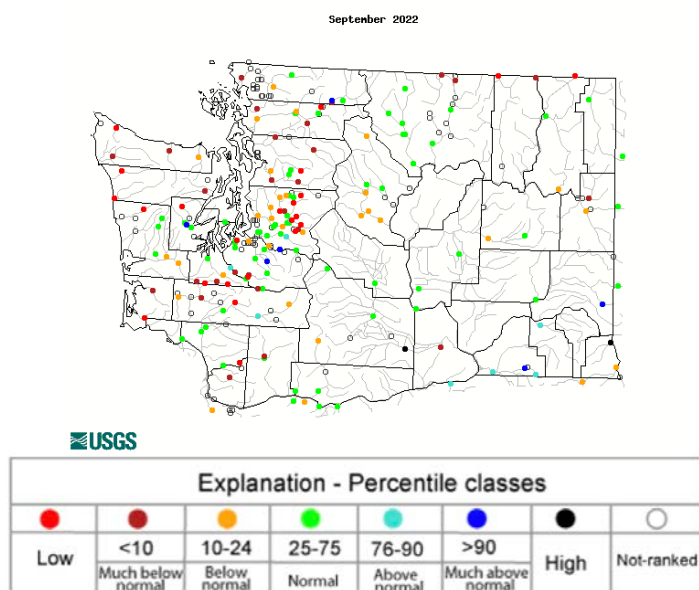 September 2022
USGS
Explanation - Percentile classes
Low <10 10-24 25-75 76-90 >90 High Not-ranked
Much below normal Below normal Normal Above normal Much above normal